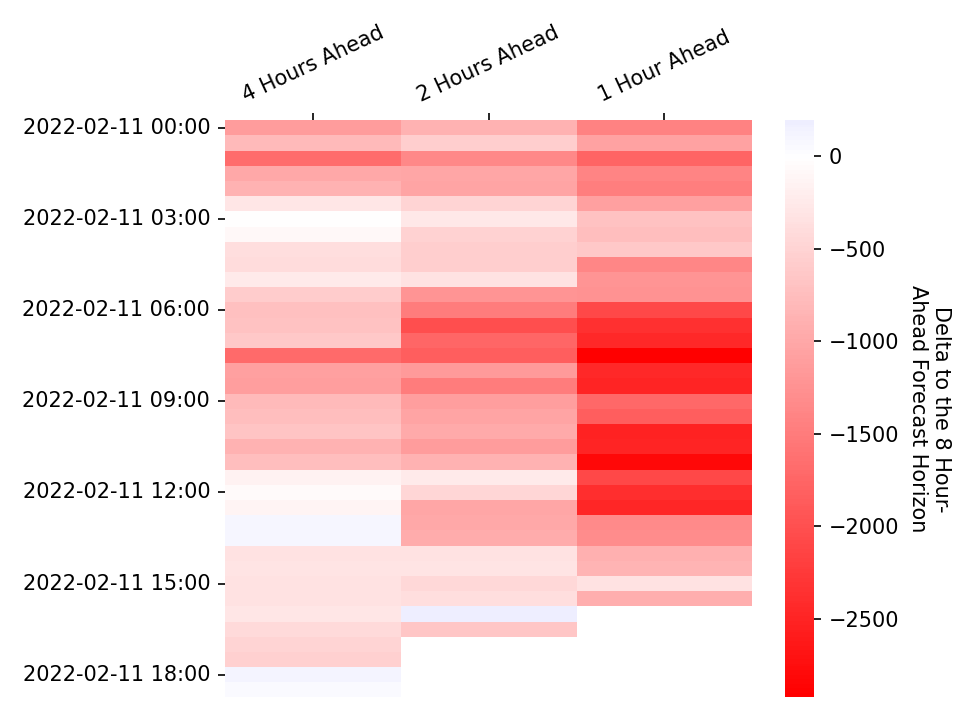 4 Hours Ahead
2 Hours Ahead
1 Hour Ahead
2022-02-11 00:00
2022-02-11 03:00
2022-02-11 06:00
2022-02-11 09:00
2022-02-11 12:00
2022-02-11 15:00
2022-02-11 18:00
0
−500
−1000
−1500
−2000
−2500
Delta to the 8 Hour-
Ahead Forecast Horizon